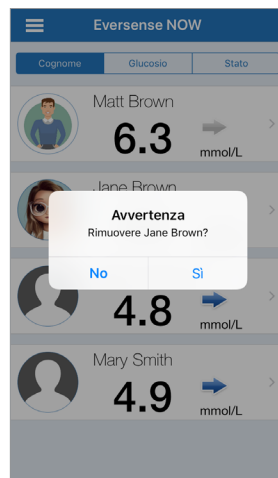 Eversense NOW
Cognome Glucosio Stato
Matt Brown
6.3
mmol/L
Jane Brown
Avvertenza
Rimuovere Jane Brown?
No Sì
4.8
mmol/L
Mary Smith
4.9
mmol/L